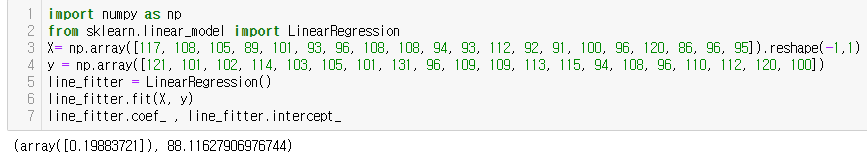 1 import numpy as np
2 from sklearn.linear_model import LinearRegression
3 X= np.array([117, 108, 105, 89, 101, 93, 96, 108, 108, 94, 93, 112, 92, 91, 100, 96, 120, 86, 96, 95]).reshape(-1,1)
4 y = np.array([121, 101, 102, 114, 103, 105, 101, 131, 96, 109, 109, 113, 115, 94, 108, 96, 110, 112, 120, 100])
5 line_fitter = LinearRegression()
6 line_fitter.fit(X, y)
7 line_fitter.coef_ , line_fitter.intercept_
(array([0.19883721]), 88.11627906976744)